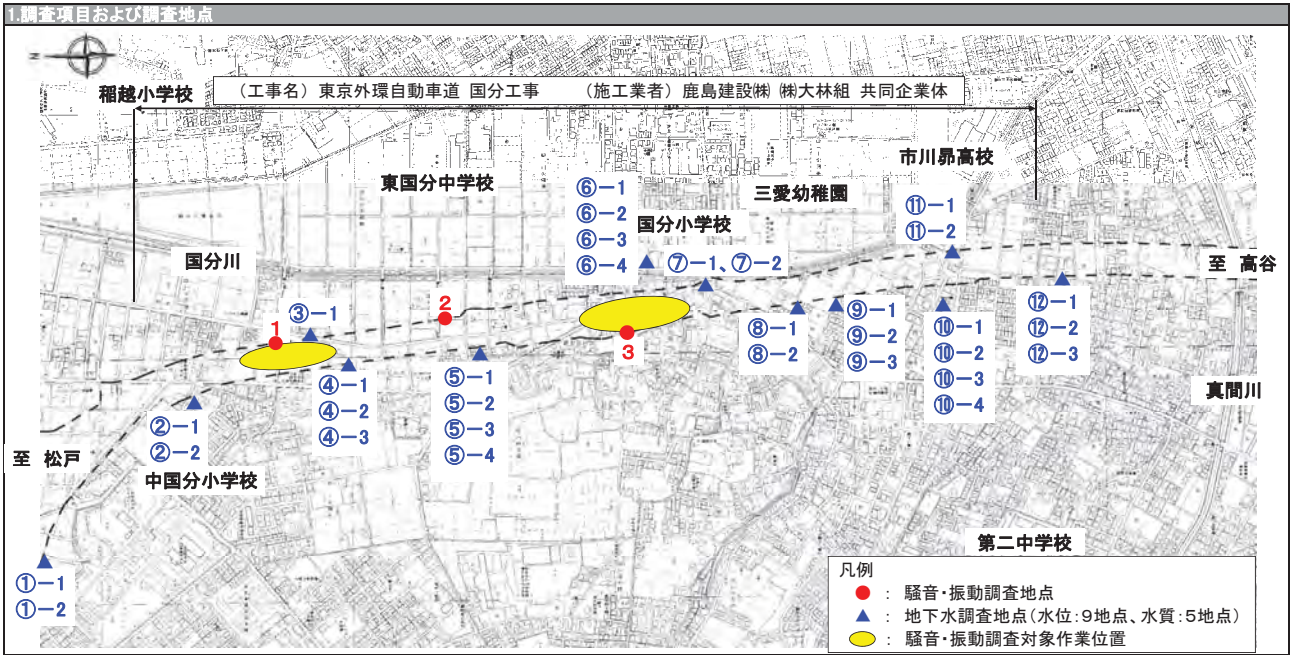 1.調査項目および調査地点
N
稲越小学校
(工事名) 東京外環自動車道 国分工事 (施工業者) 鹿島建設㈱ ㈱大林組 共同企業体
市川昴高校
東国分中学校
⑥-1
⑥-2
⑥-3
⑥-4
三愛幼稚園
国分小学校
⑪-1
⑪-2
国分川
⑦-1、⑦-2
至 高谷
③-1
2
1
3
⑧-1
⑧-2
⑨-1
⑨-2
⑨-3
⑩-1
⑩-2
⑩-3
⑩-4
⑫-1
⑫-2
⑫-3
④-1
④-2
④-3
⑤-1
⑤-2
⑤-3
⑤-4
真間川
②-1
②-2
至 松戸
中国分小学校
第二中学校
①-1
①-2
凡例
: 騒音・振動調査地点
: 地下水調査地点(水位:9地点、水質:5地点)
: 騒音・振動調査対象作業位置